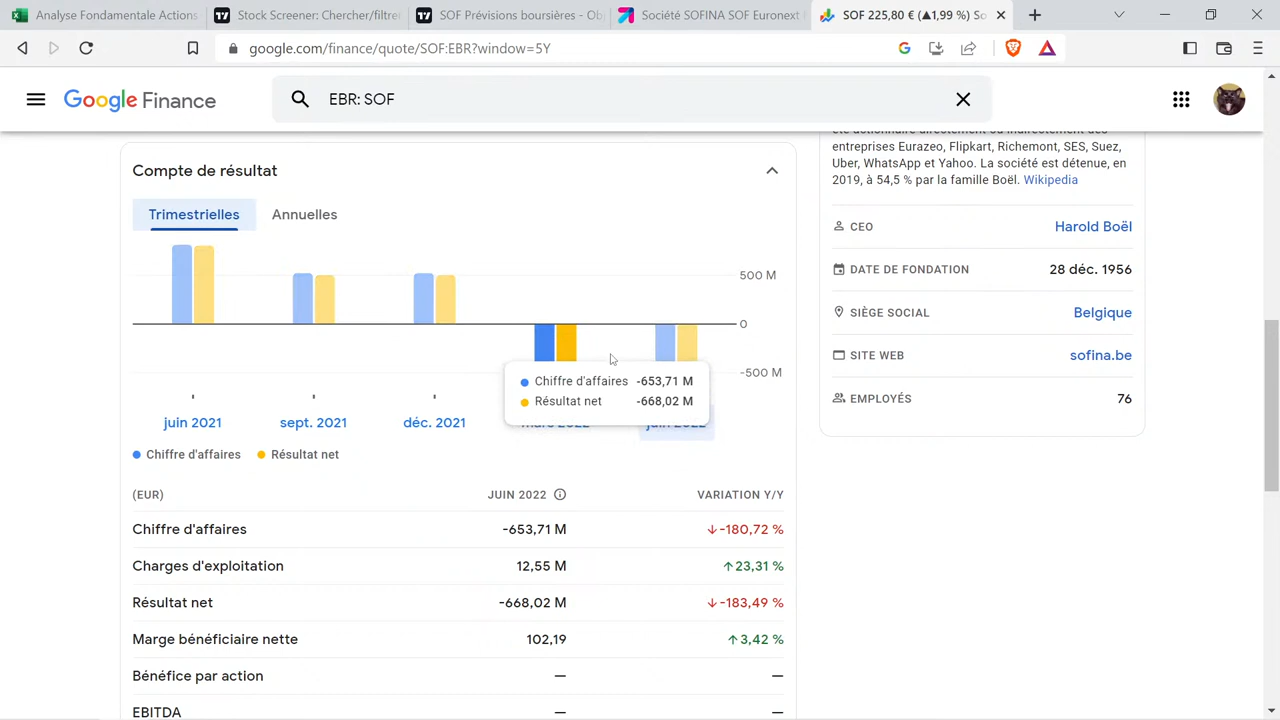 Analyse Fondamentale Actions
Stock Screener: Chercher/filtrer
SOF Prévisions boursières - Ob
Société SOFINA SOF Euronext
SOF 225,80 € (▲1,99 %) So
google.com/finance/quote/SOF:EBR?window=5Y
Google Finance
EBR: SOF
entreprises Eurazeo, Flipkart, Richemont, SES, Suez,
Uber, WhatsApp et Yahoo. La société est détenue, en
2019, à 54,5 % par la famille Boël. Wikipedia
CEO
Harold Boël
DATE DE FONDATION
28 déc. 1956
SIÈGE SOCIAL
Belgique
SITE WEB
sofina.be
EMPLOYÉS
76
Compte de résultat
Trimestrielles
Annuelles
500 M
0
-500 M
Chiffre d'affaires -653,71 M
Résultat net -668,02 M
juin 2021
sept. 2021
déc. 2021
mars 2022
juin 2022
Chiffre d'affaires
Résultat net
(EUR) JUIN 2022 VARIATION Y/Y
Chiffre d'affaires -653,71 M ↓-180,72 %
Charges d'exploitation 12,55 M ↑23,31 %
Résultat net -668,02 M ↓-183,49 %
Marge bénéficiaire nette 102,19 ↑3,42 %
Bénéfice par action — —
EBITDA — —